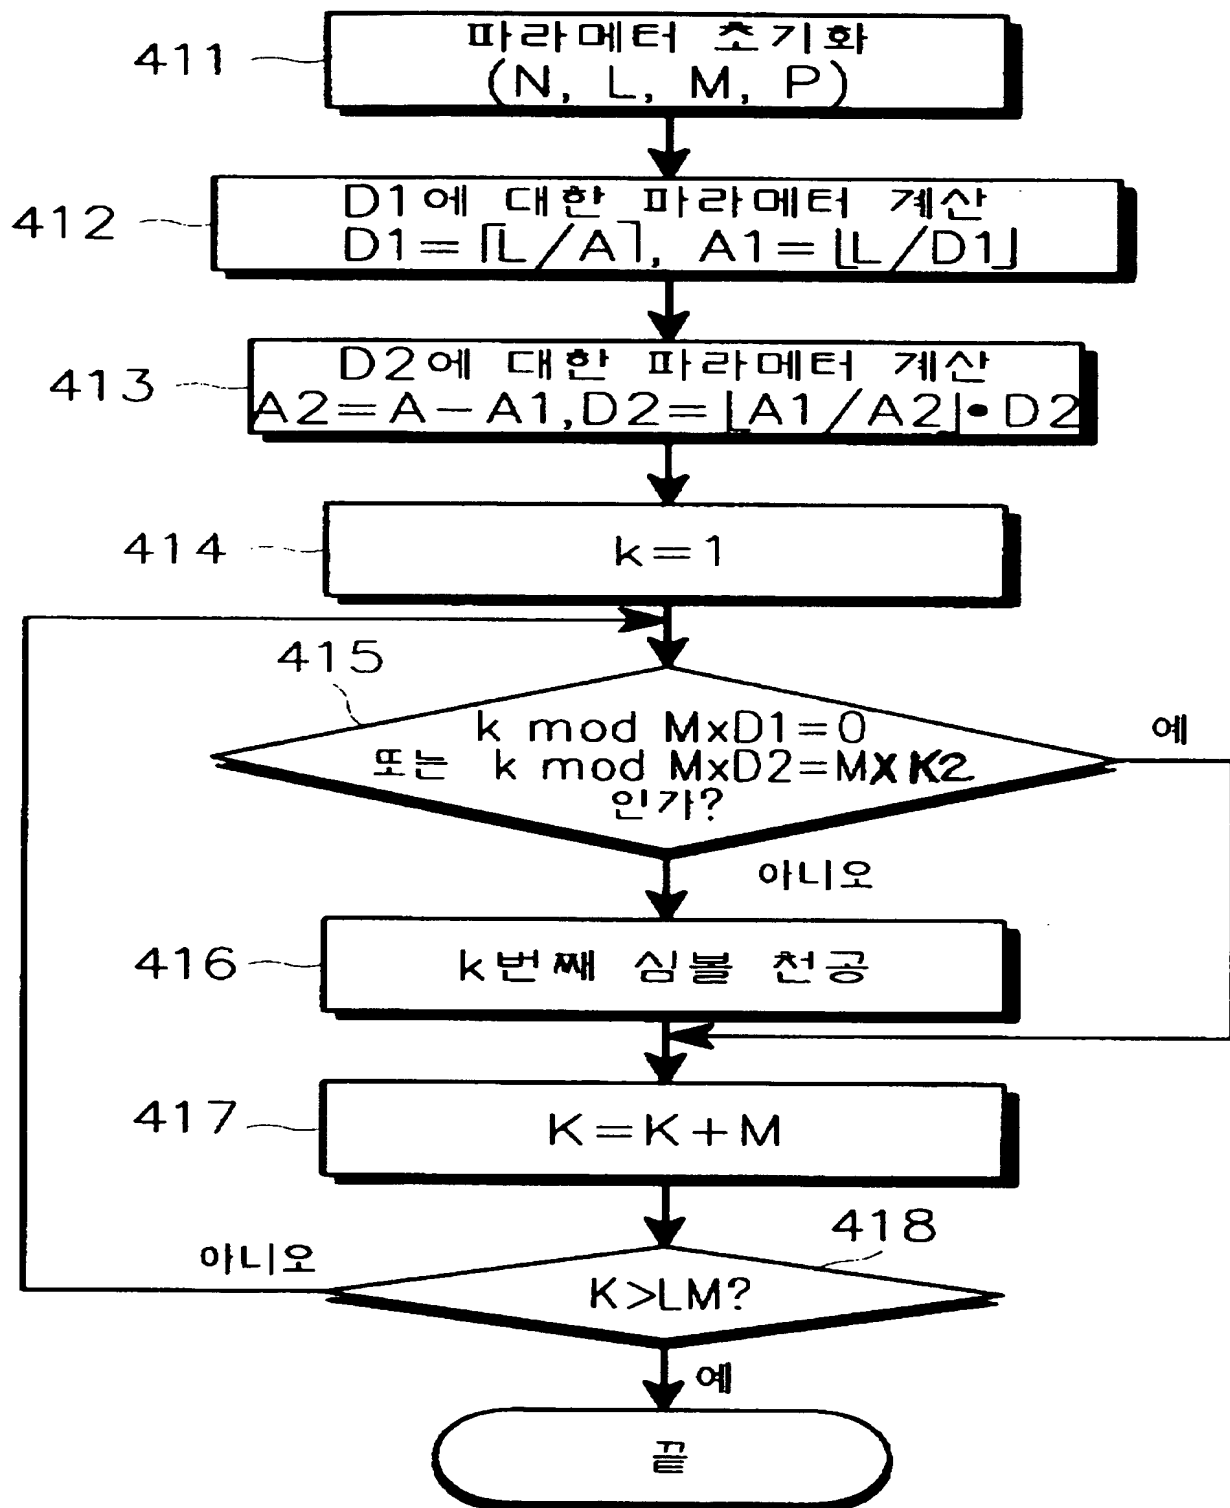 411
파라메터 초기화
(N, L, M, P)
412
D1에 대한 파라메터 계산
D1=⌈L/A⌉, A1=⌊L/D1⌋
413
D2에 대한 파라메터 계산
A2=A-A1,D2=⌊A1/A2⌋•D2
414
k=1
415
k mod MxD1=0
또는 k mod MxD2=MXK2
인가?
예
아니오
416
k번째 심볼 천공
417
K=K+M
418
아니오
K>LM?
예
끝